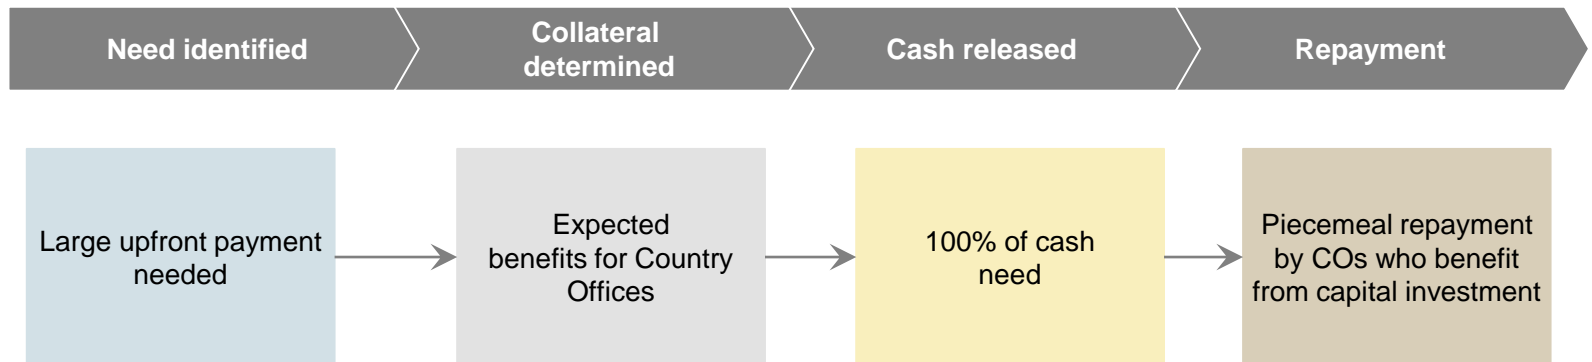 Need identified
Collateral
determined
Cash released
Repayment
Large upfront payment
needed
Expected
benefits for Country
Offices
100% of cash
need
Piecemeal repayment
by COs who benefit
from capital investment